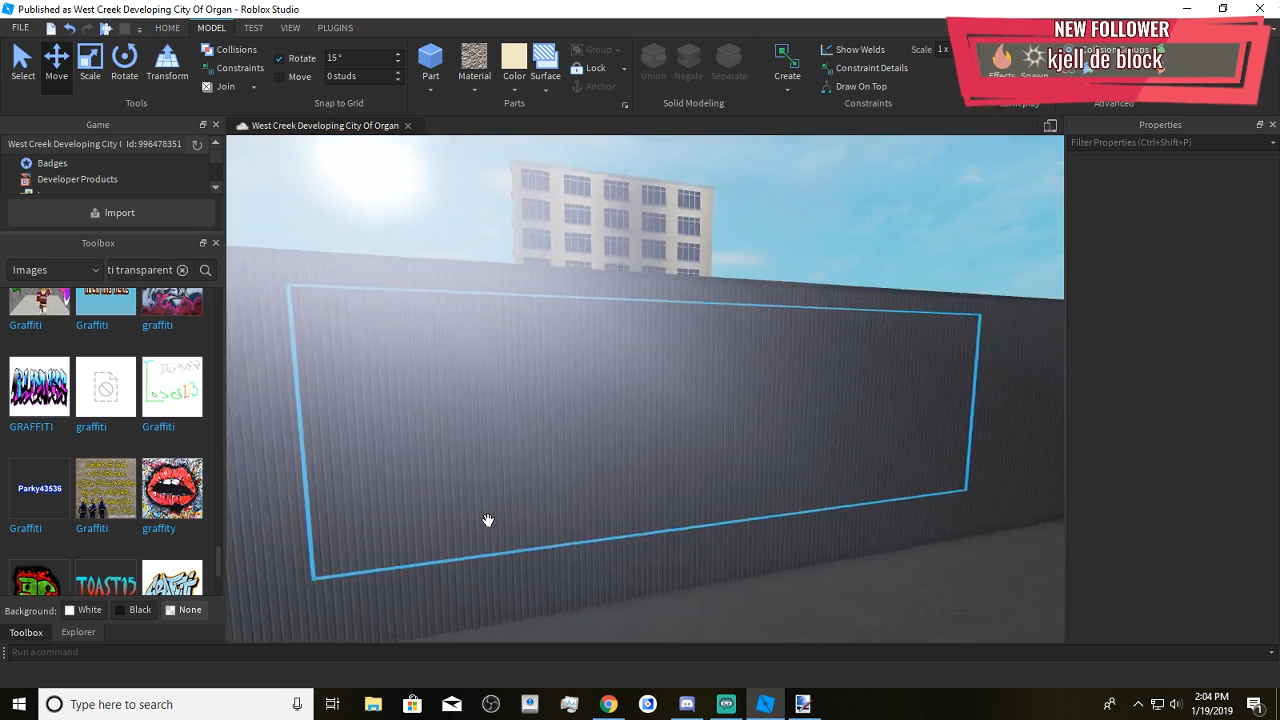 Published as West Creek Developing City Of Organ - Roblox Studio
FILE HOME MODEL TEST VIEW PLUGINS
NEW FOLLOWER
kjell de block
Select Move Scale Rotate Transform
Collisions
Constraints
Join
Tools
Rotate 15°
Move 0 studs
Snap to Grid
Part Material Color Surface
Group
Lock
Anchor
Parts
Union Negate Separate
Solid Modeling
Create
Show Welds Scale 1x
Constraint Details
Draw On Top
Constraints
Effects Spawn
Advanced
Game
West Creek Developing City ( Id: 996478351
Badges
Developer Products
Import
Toolbox
Images ti transparent
Graffiti Graffiti graffiti
GRAFFITI graffiti Graffiti
Parky43536
Graffiti Graffiti graffity
TOAST15
Background: White Black None
Toolbox Explorer
West Creek Developing City Of Organ
Properties
Filter Properties (Ctrl+Shift+P)
Run a command
Type here to search
2:04 PM
1/19/2019